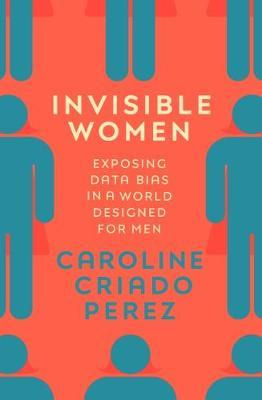 INVISIBLE
WOMEN
EXPOSING
DATA BIAS
IN A WORLD
DESIGNED
FOR MEN
CAROLINE
CRIADO
PEREZ